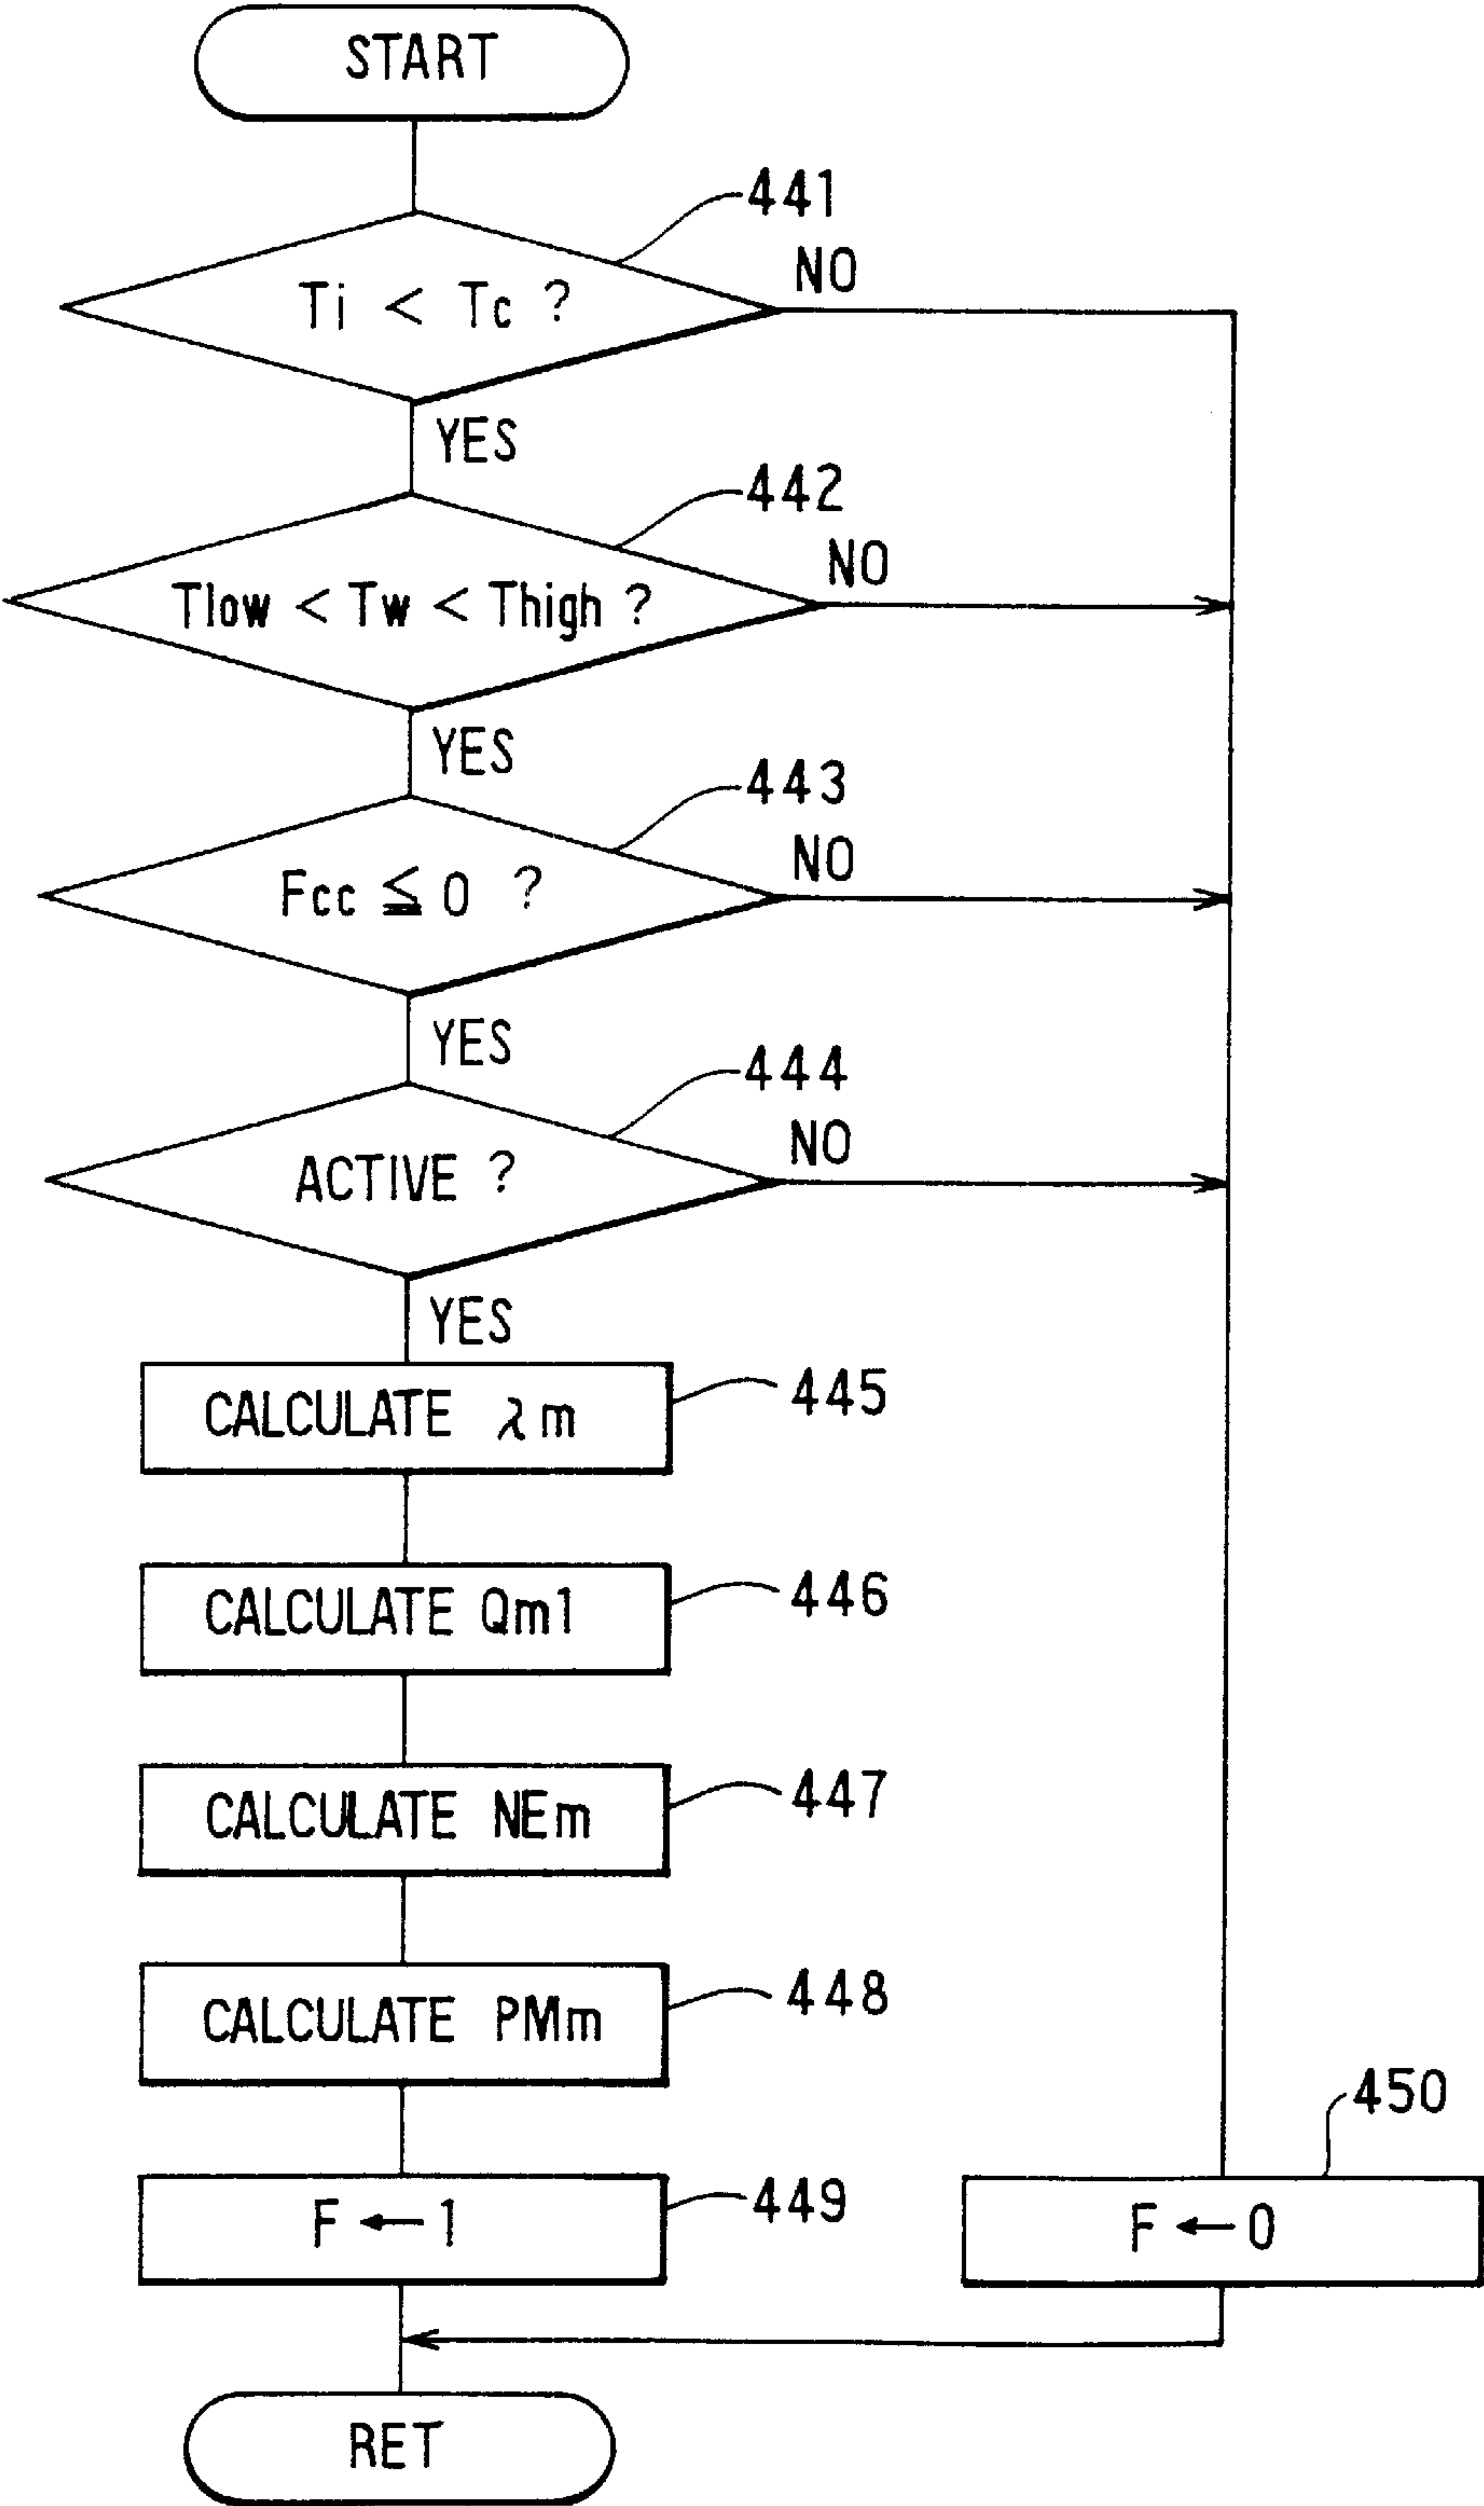 START
441
NO
Ti < Tc ?
YES
442
NO
Tlow < Tw < Thigh ?
YES
443
NO
Fcc ≦ 0 ?
YES
444
NO
ACTIVE ?
YES
CALCULATE λm
445
CALCULATE Qm1
446
CALCULATE NEm
447
CALCULATE PMm
448
450
F ← 1
449
F ← 0
RET